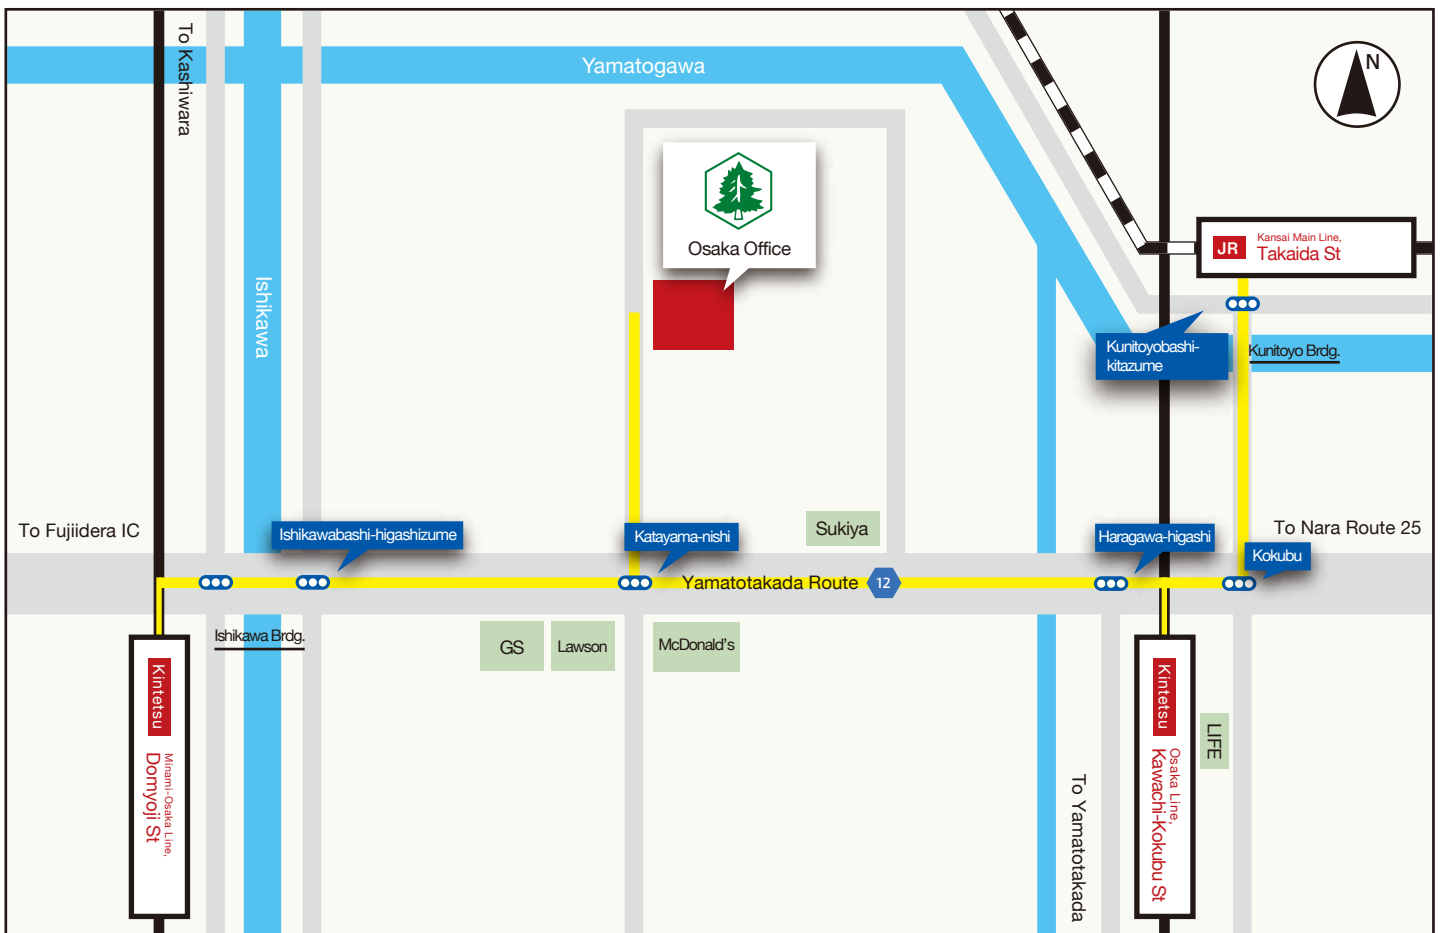 To Kashiwara
Yamatogawa
N
Osaka Office
JR
Kansai Main Line,
Takaida St
Ishikawa
Kunitoyobashi-
kitazume
Kunitoyo Brdg.
To Fujiidera IC
Ishikawabashi-higashizume
Katayama-nishi
Sukiya
Haragawa-higashi
To Nara Route 25
Kokubu
Yamatotakada Route
12
Ishikawa Brdg.
GS
Lawson
McDonald's
Kintetsu
Minami-Osaka Line,
Domyoji St
Kintetsu
Osaka Line,
Kawachi-Kokubu St
LIFE
To Yamatotakada